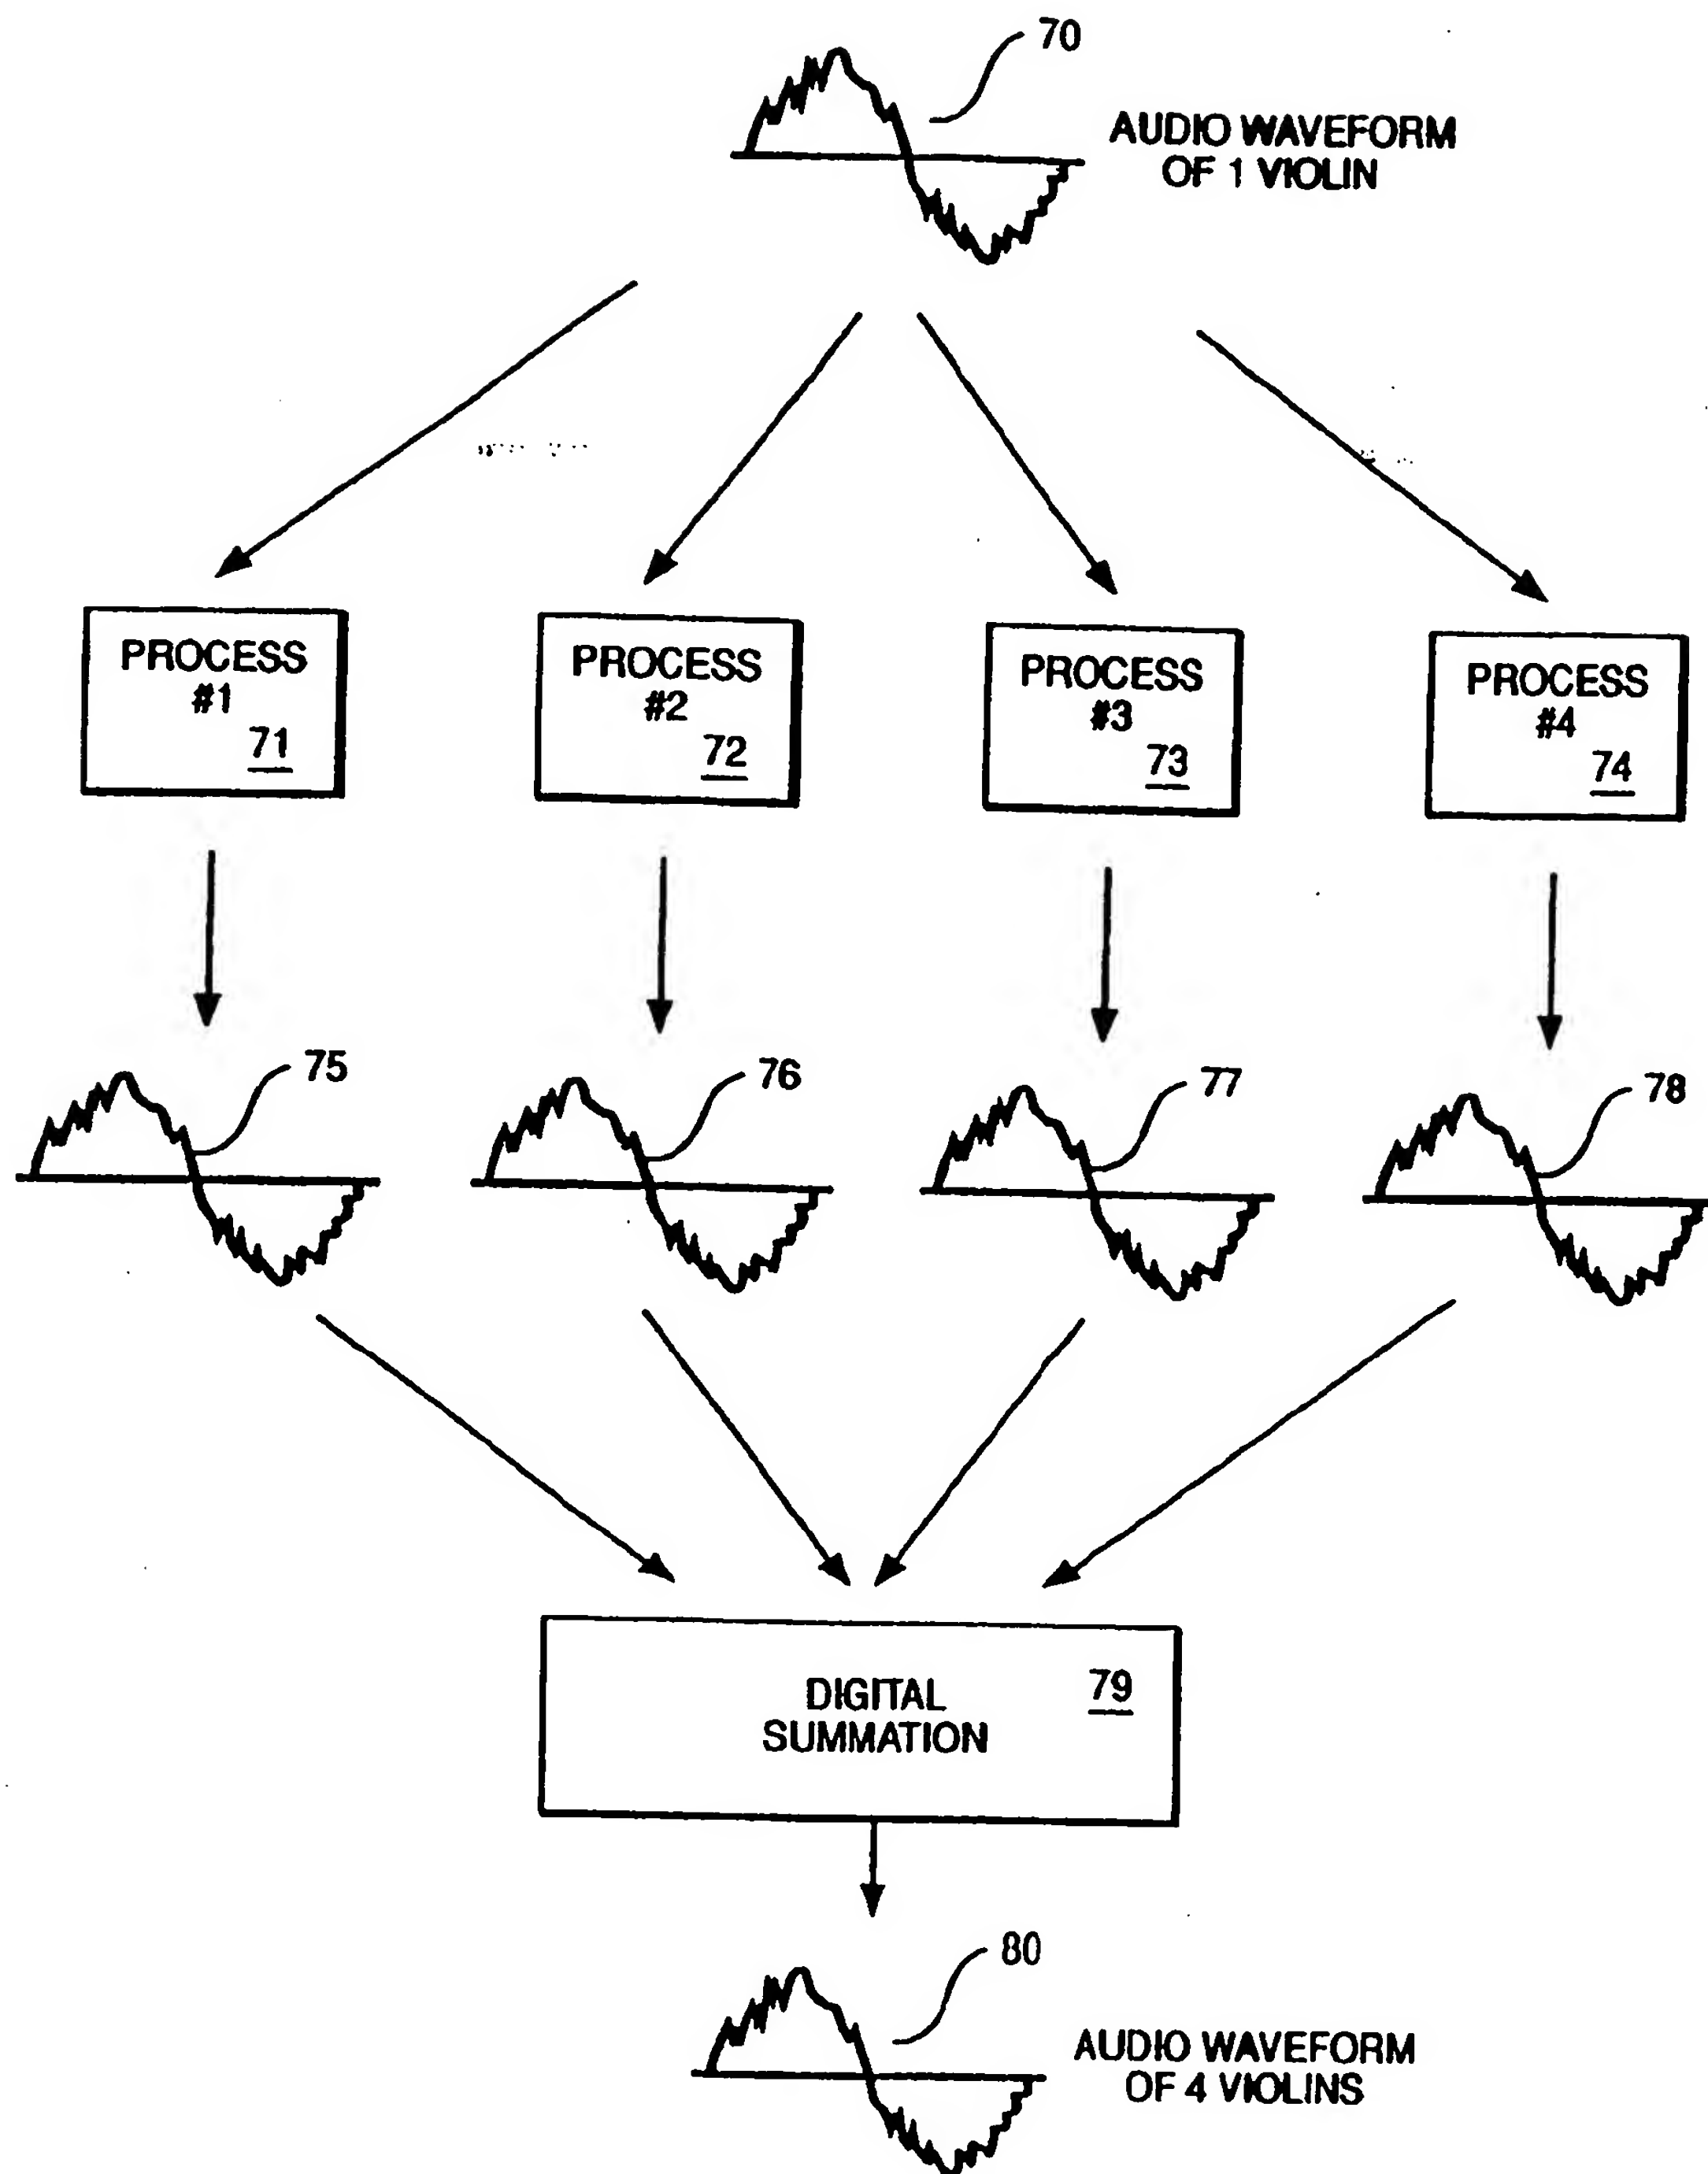 70
AUDIO WAVEFORM
OF 1 VIOLIN
PROCESS
#1
71
PROCESS
#2
72
PROCESS
#3
73
PROCESS
#4
74
75
76
77
78
DIGITAL
SUMMATION
79
80
AUDIO WAVEFORM
OF 4 VIOLINS